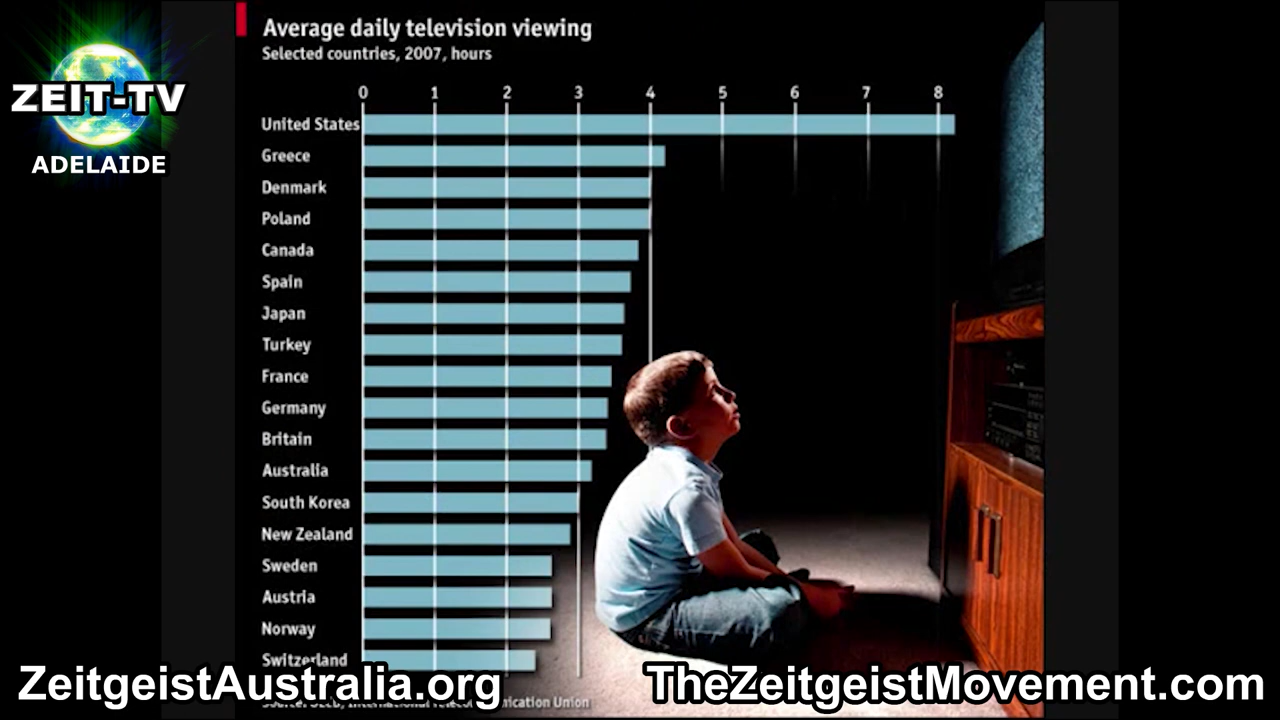 Average daily television viewing
Selected countries, 2007, hours
ZEIT-TV
ADELAIDE
0 1 2 3 4 5 6 7 8
United States
Greece
Denmark
Poland
Canada
Spain
Japan
Turkey
France
Germany
Britain
Australia
South Korea
New Zealand
Sweden
Austria
Norway
Switzerland
ZeitgeistAustralia.org
TheZeitgeistMovement.com
Union